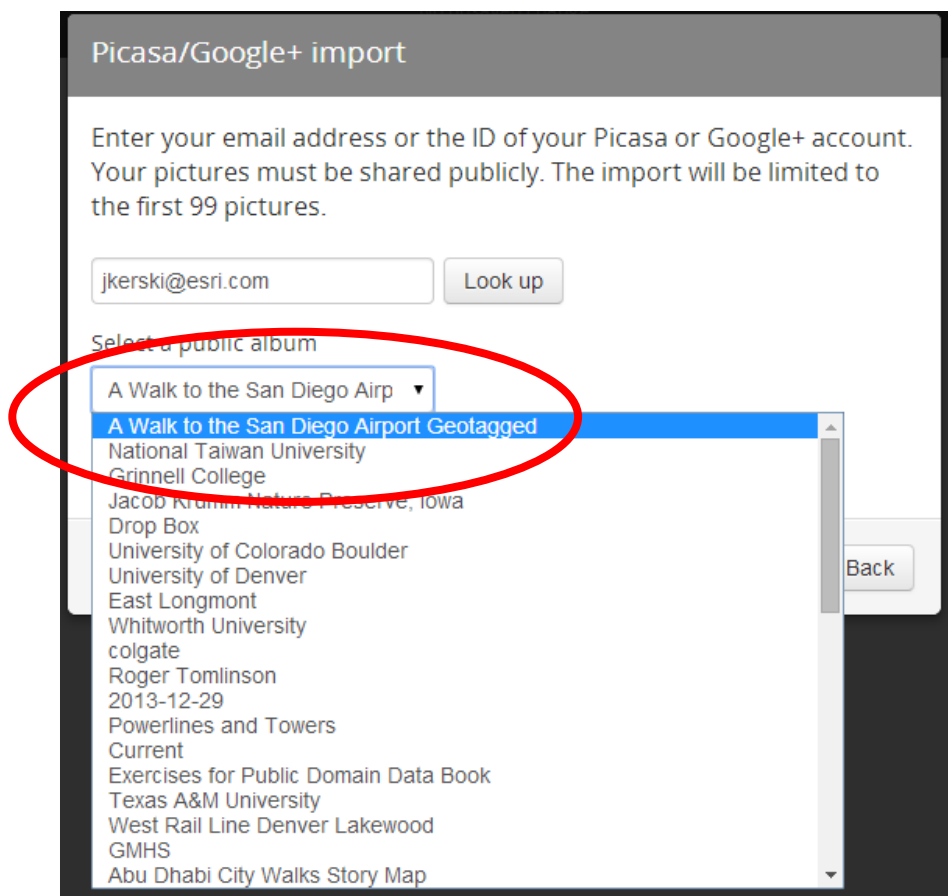 Picasa/Google+ import
Enter your email address or the ID of your Picasa or Google+ account.
Your pictures must be shared publicly. The import will be limited to
the first 99 pictures.
jkerski@esri.com
Look up
Select a public album
A Walk to the San Diego Airp
A Walk to the San Diego Airport Geotagged
National Taiwan University
Grinnell College
Jacob Krumm Nature Preserve, Iowa
Drop Box
University of Colorado Boulder
University of Denver
Back
East Longmont
Whitworth University
colgate
Roger Tomlinson
2013-12-29
Powerlines and Towers
Current
Exercises for Public Domain Data Book
Texas A&M University
West Rail Line Denver Lakewood
GMHS
Abu Dhabi City Walks Story Map